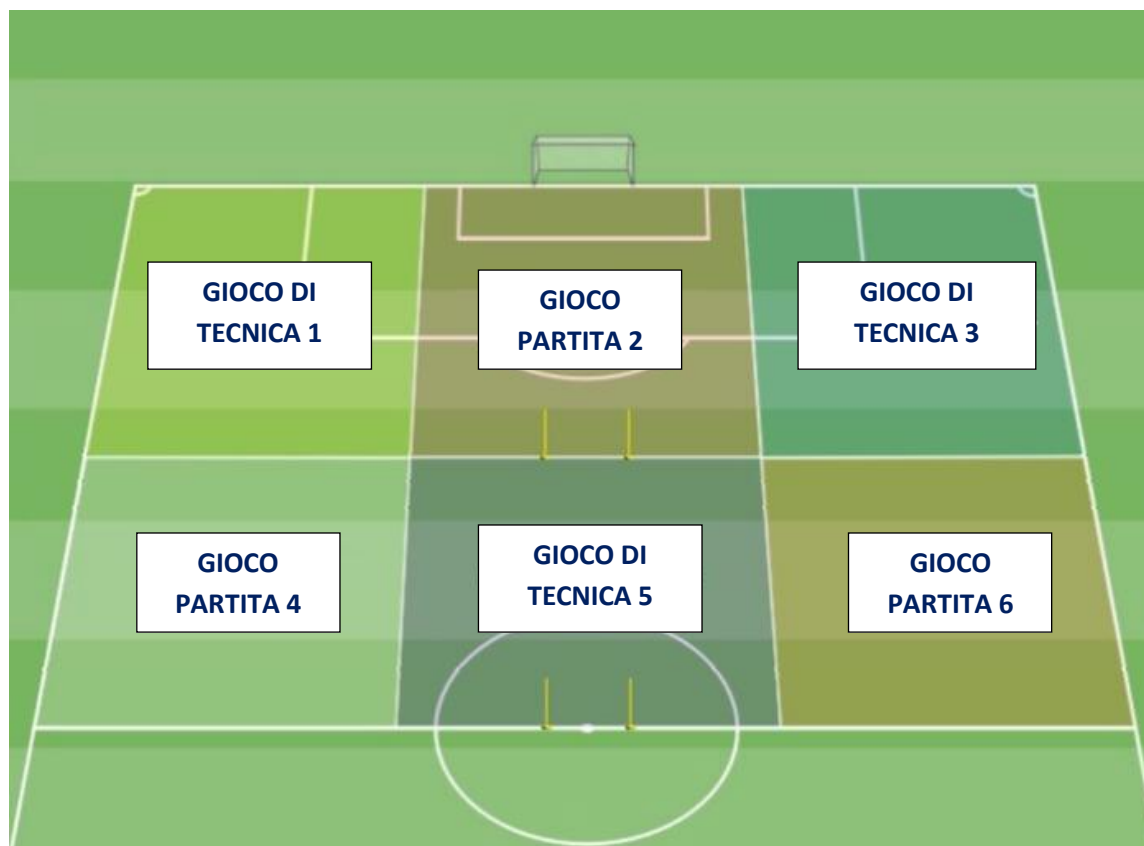 GIOCO DI
TECNICA 1
GIOCO
PARTITA 2
GIOCO DI
TECNICA 3
GIOCO
PARTITA 4
GIOCO DI
TECNICA 5
GIOCO
PARTITA 6